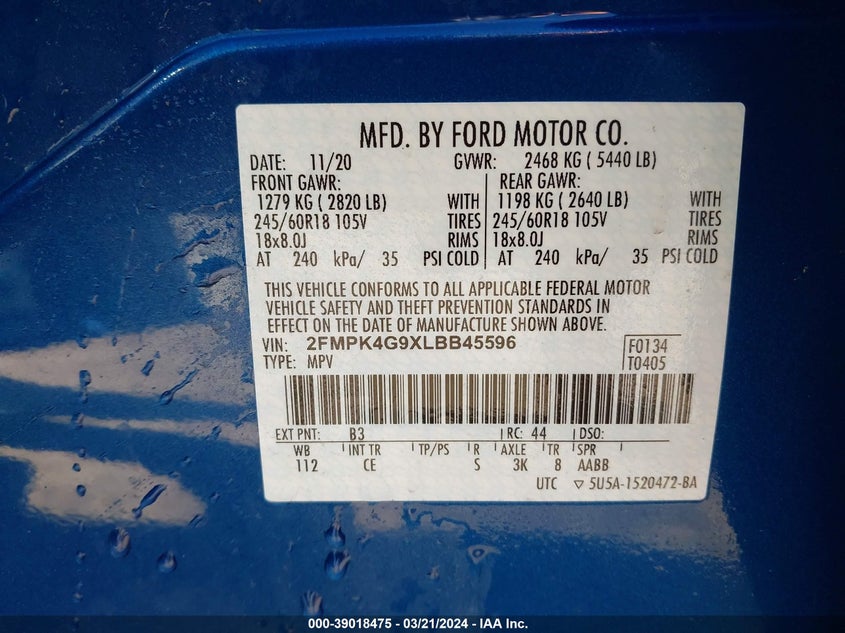 MFD. BY FORD MOTOR CO.
DATE: 11/20 GVWR: 2468 KG ( 5440 LB)
FRONT GAWR: REAR GAWR:
1279 KG ( 2820 LB) WITH 1198 KG ( 2640 LB) WITH
245/60R18 105V TIRES 245/60R18 105V TIRES
18x8.0J RIMS 18x8.0J RIMS
AT 240 kPa/ 35 PSI COLD AT 240 kPa/ 35 PSI COLD
THIS VEHICLE CONFORMS TO ALL APPLICABLE FEDERAL MOTOR
VEHICLE SAFETY AND THEFT PREVENTION STANDARDS IN
EFFECT ON THE DATE OF MANUFACTURE SHOWN ABOVE.
VIN: 2FMPK4G9XLBB45596 F0134
TYPE: MPV T0405
EXT PNT: B3 RC: 44 DSO:
WB INT TR TP/PS R AXLE TR SPR
112 CE S 3K 8 AABB
UTC ▽ 5U5A-1520472-BA
000-39018475 - 03/21/2024 - IAA Inc.